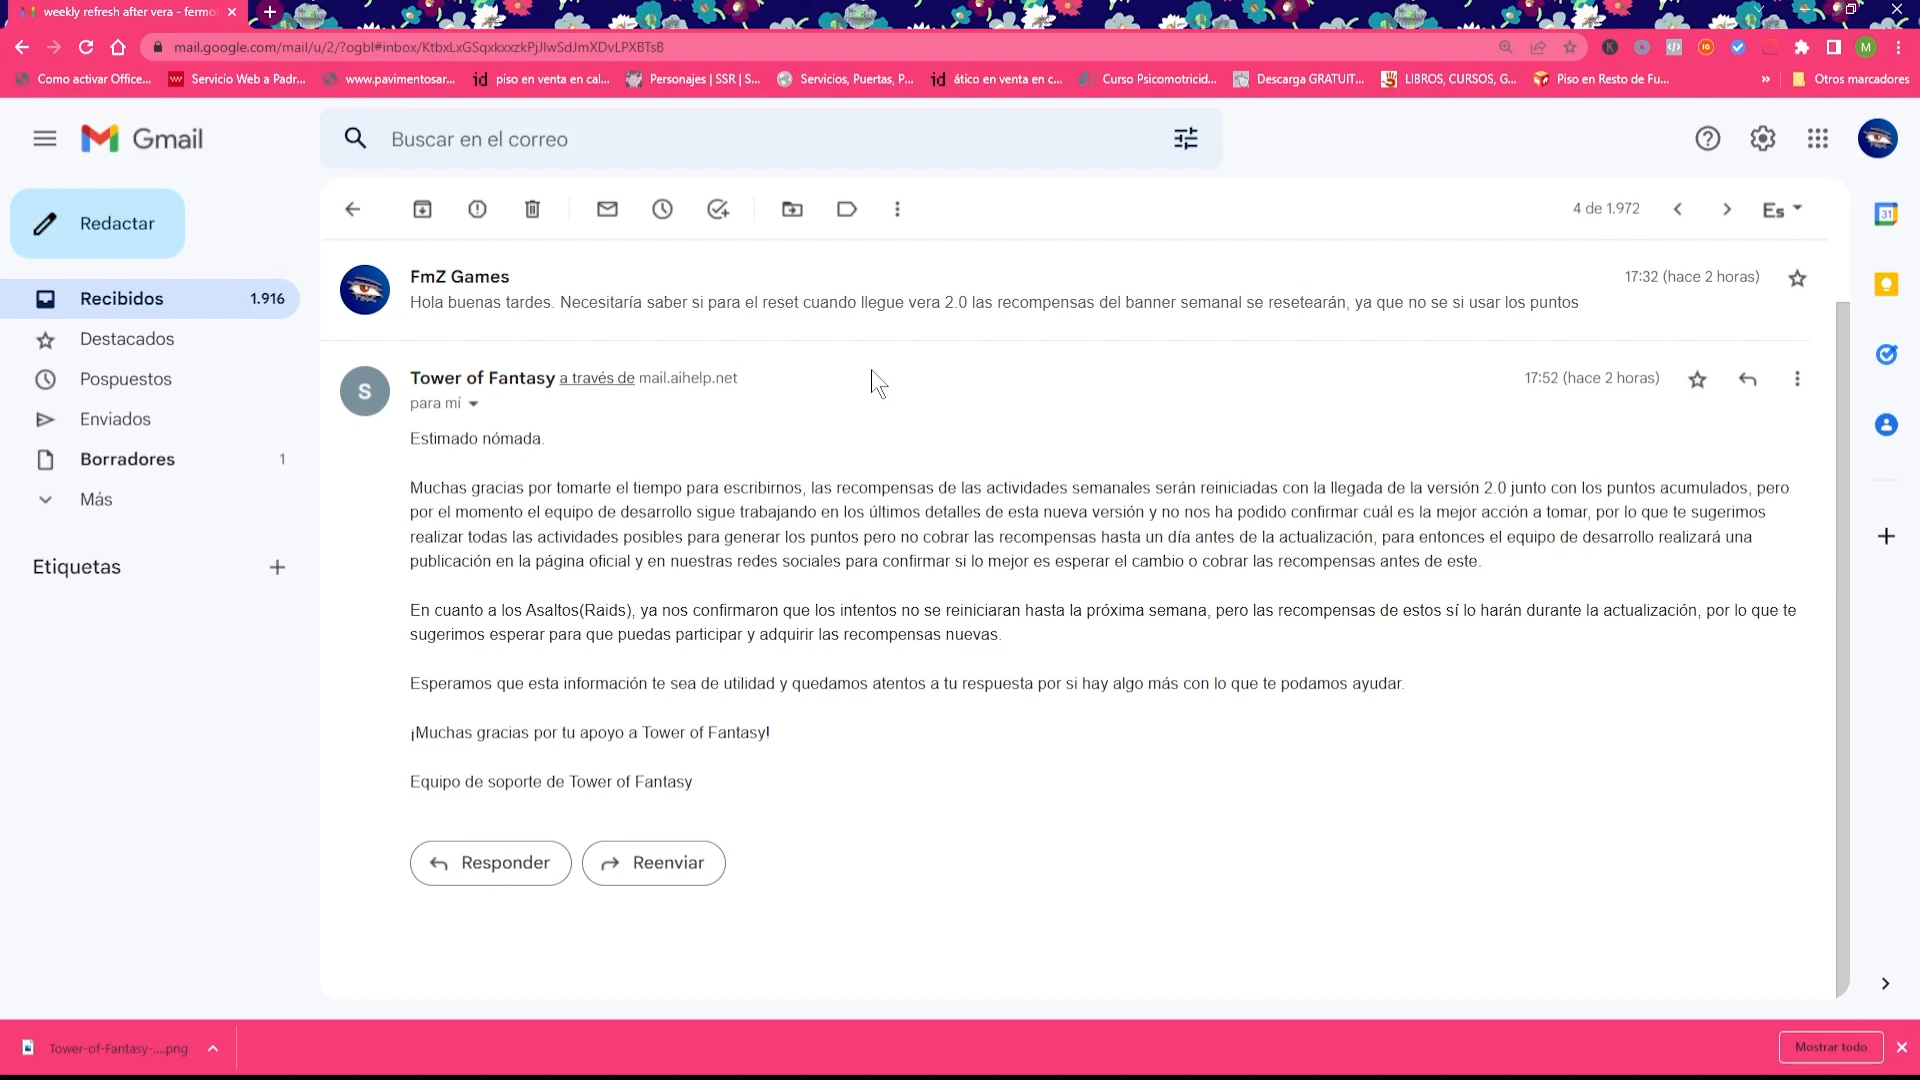 weekly refresh after vera - fermo
mail.google.com/mail/u/2/?ogbl#inbox/KtbxLxGSqxkxxzkPjJlwSdJmXDvLPXBTsB
Como activar Office... Servicio Web a Padr... www.pavimentosar... piso en venta en cal... Personajes | SSR | S... Servicios, Puertas, P... ático en venta en c... Curso Psicomotricid... Descarga GRATUIT... LIBROS, CURSOS, G... Piso en Resto de Fu... » Otros marcadores
Gmail
Buscar en el correo
Redactar
4 de 1.972
Es
Recibidos 1.916
Destacados
Pospuestos
Enviados
Borradores 1
Más
Etiquetas
FmZ Games 17:32 (hace 2 horas)
Hola buenas tardes. Necesitaría saber si para el reset cuando llegue vera 2.0 las recompensas del banner semanal se resetearán, ya que no se si usar los puntos
S
Tower of Fantasy a través de mail.aihelp.net 17:52 (hace 2 horas)
para mí
Estimado nómada.
Muchas gracias por tomarte el tiempo para escribirnos, las recompensas de las actividades semanales serán reiniciadas con la llegada de la versión 2.0 junto con los puntos acumulados, pero
por el momento el equipo de desarrollo sigue trabajando en los últimos detalles de esta nueva versión y no nos ha podido confirmar cuál es la mejor acción a tomar, por lo que te sugerimos
realizar todas las actividades posibles para generar los puntos pero no cobrar las recompensas hasta un día antes de la actualización, para entonces el equipo de desarrollo realizará una
publicación en la página oficial y en nuestras redes sociales para confirmar si lo mejor es esperar el cambio o cobrar las recompensas antes de este.
En cuanto a los Asaltos(Raids), ya nos confirmaron que los intentos no se reiniciaran hasta la próxima semana, pero las recompensas de estos sí lo harán durante la actualización, por lo que te
sugerimos esperar para que puedas participar y adquirir las recompensas nuevas.
Esperamos que esta información te sea de utilidad y quedamos atentos a tu respuesta por si hay algo más con lo que te podamos ayudar.
¡Muchas gracias por tu apoyo a Tower of Fantasy!
Equipo de soporte de Tower of Fantasy
Responder Reenviar
Tower-of-Fantasy-....png
Mostrar todo